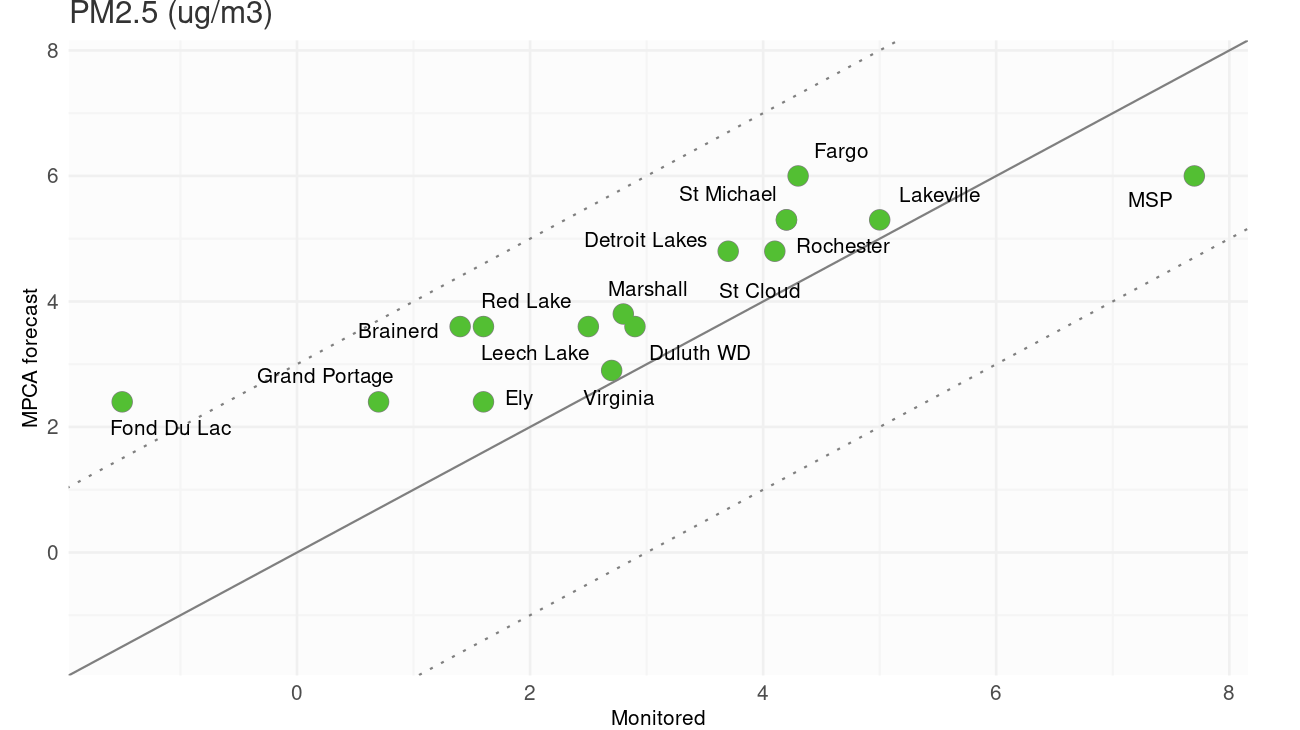 PM2.5 (ug/m3)
8
6
4
2
0
MPCA forecast
Fargo
St Michael
Lakeville
MSP
Detroit Lakes
Rochester
Marshall
St Cloud
Red Lake
Brainerd
Leech Lake
Duluth WD
Grand Portage
Ely
Virginia
Fond Du Lac
0
2
4
6
8
Monitored